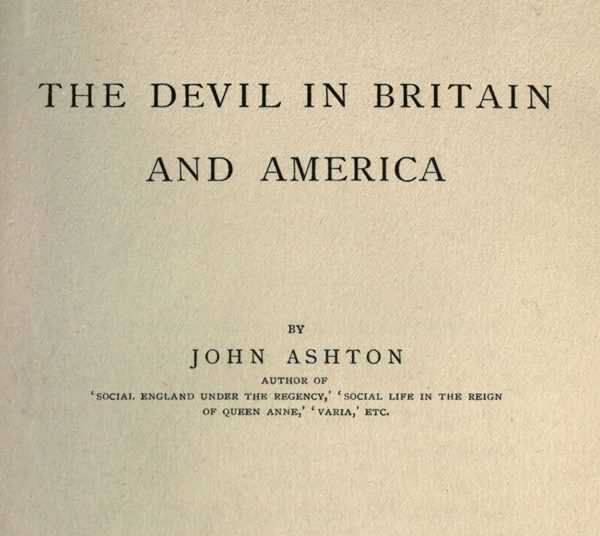 THE DEVIL IN BRITAIN
AND AMERICA
BY
JOHN ASHTON
AUTHOR OF
'SOCIAL ENGLAND UNDER THE REGENCY,' 'SOCIAL LIFE IN THE REIGN
OF QUEEN ANNE,' 'VARIA,' ETC.